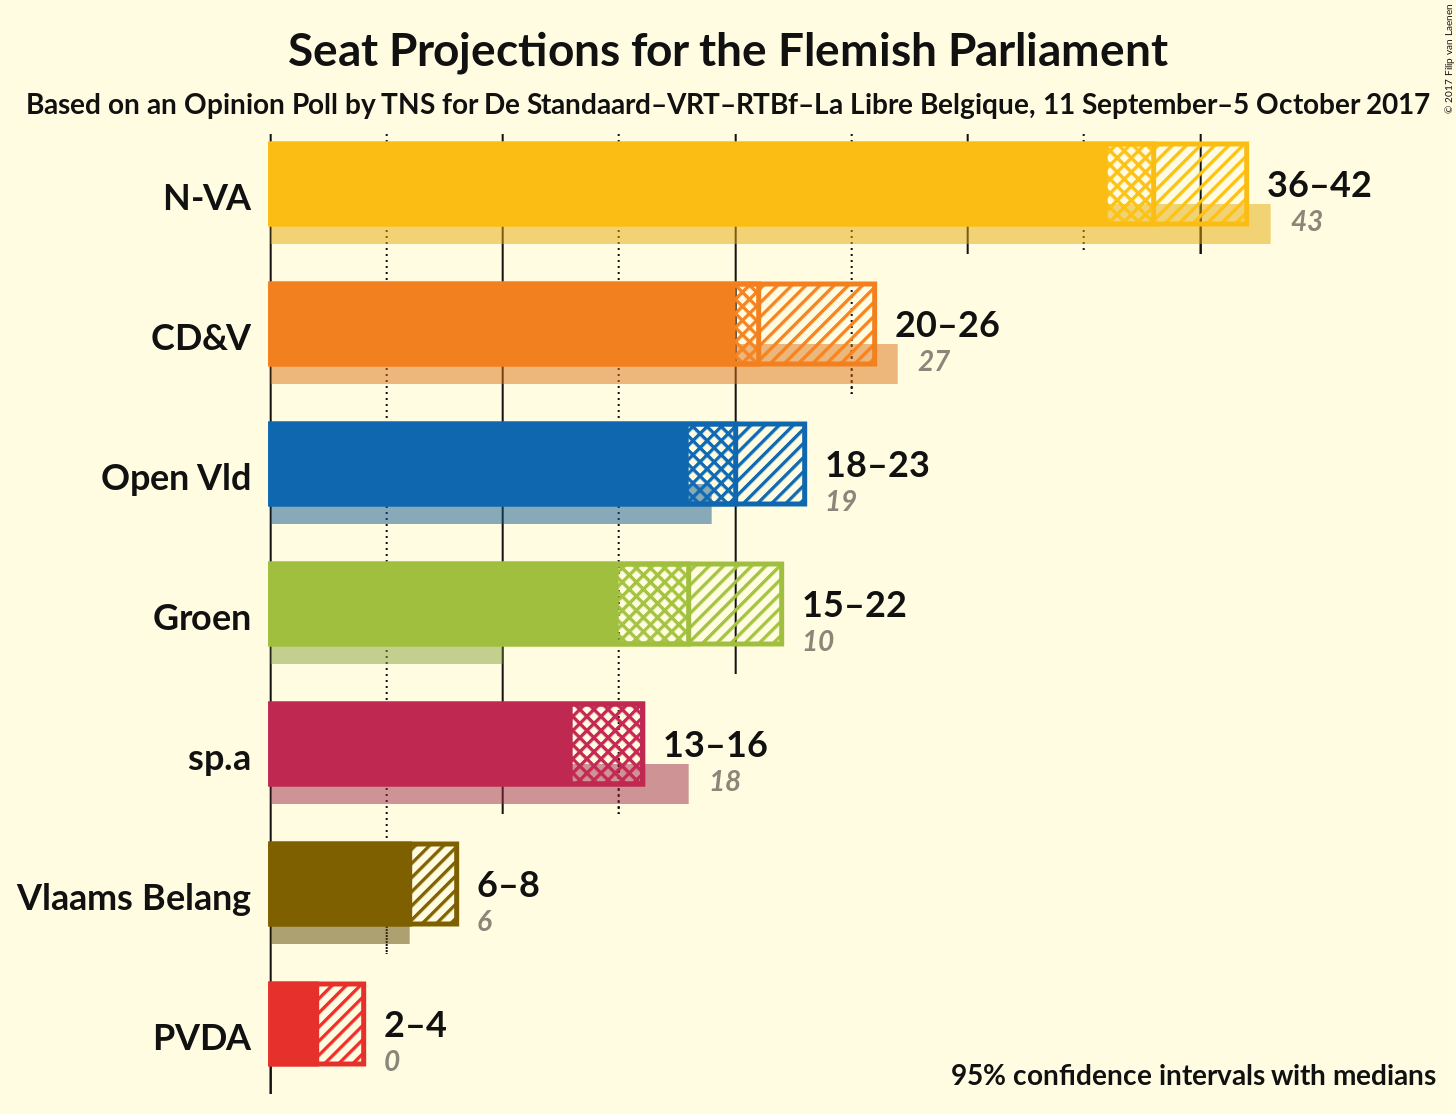 Seat Projections for the Flemish Parliament
Based on an Opinion Poll by TNS for De Standaard–VRT–RTBf–La Libre Belgique, 11 September–5 October 2017
© 2017 Filip van Laenen
N-VA
36–42
43
CD&V
20–26
27
Open Vld
18–23
19
Groen
15–22
10
sp.a
13–16
18
Vlaams Belang
6–8
6
PVDA
2–4
0
95% confidence intervals with medians